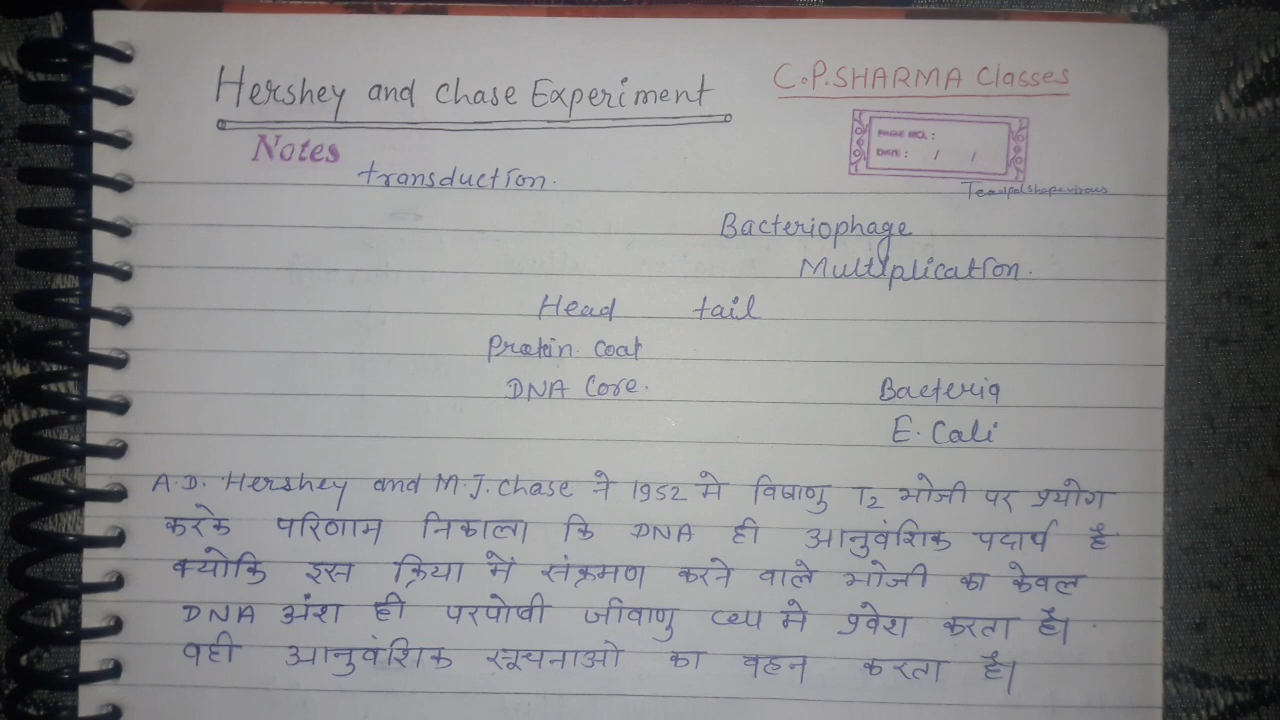 Hershey and chase Experiment
C.P.SHARMA Classes
Notes
PAGE NO.:
DATE: / /
transduction.
Bacteriophage
Multiplication.
Head tail
Protein coat
DNA Core.
Bacteria
E. Cali
A.D. Hershey and M.J. Chase ने 1952 मे विषाणु T2 भोजी पर प्रयोग
करके परिणाम निकाला कि DNA ही आनुवंशिक पदार्थ है
क्योकि इस क्रिया में संक्रमण करने वाले भोजी का केवल
DNA अंश ही परपोषी जीवाणु cell मे प्रवेश करता है।
वही आनुवंशिक सूचनाओ का वहन करता है।